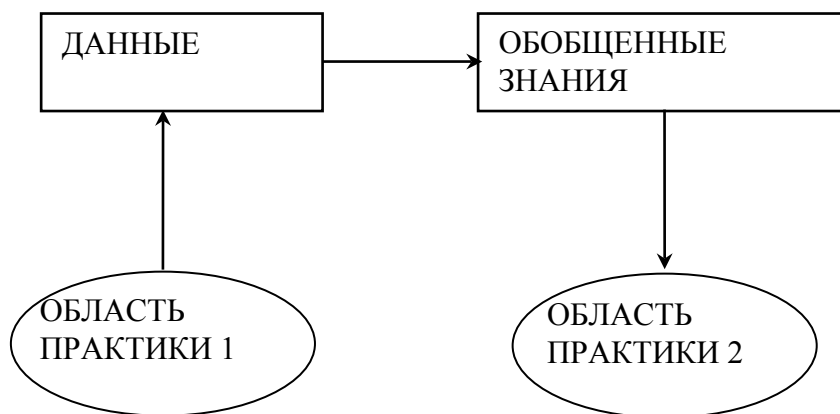 ДАННЫЕ
ОБОБЩЕННЫЕ
ЗНАНИЯ
ОБЛАСТЬ
ПРАКТИКИ 1
ОБЛАСТЬ
ПРАКТИКИ 2